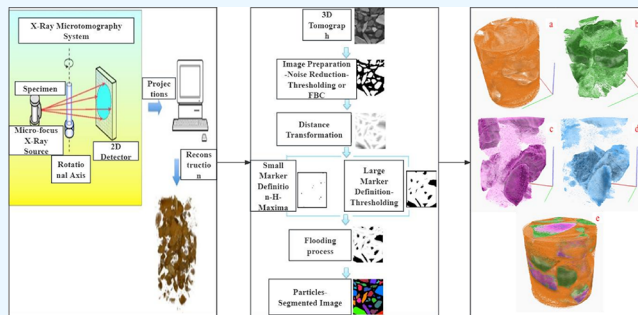 X-Ray Microtomography
System
Specimen
Micro-focus
X-Ray
Source
Rotatio
nal Axis
2D
Detector
Projec
tions
Recons
tructio
n
3D
Tomograp
h
Image Preparation
-Noise Reduction-
Thresholding or
FBC
Distance
Transformation
Small
Marker
Definitio
n-H-
Maxima
Large
Marker
Definition-
Thresholding
Flooding
process
Particles-
Segmented Image
a
b
c
d
e